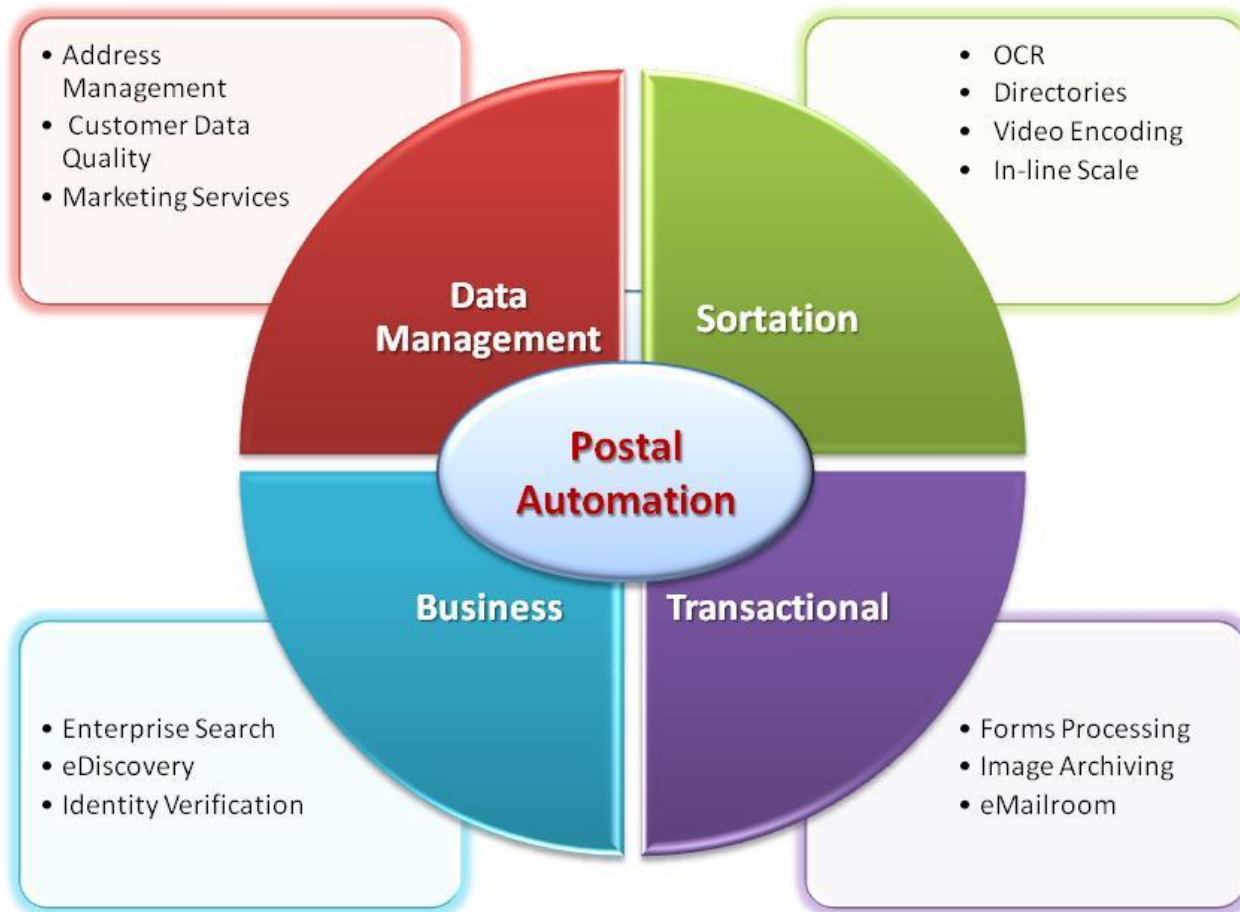 • Address
Management
• Customer Data
Quality
• Marketing Services
• OCR
• Directories
• Video Encoding
• In-line Scale
Data
Management
Sortation
Postal
Automation
Business
Transactional
• Enterprise Search
• eDiscovery
• Identity Verification
• Forms Processing
• Image Archiving
• eMailroom